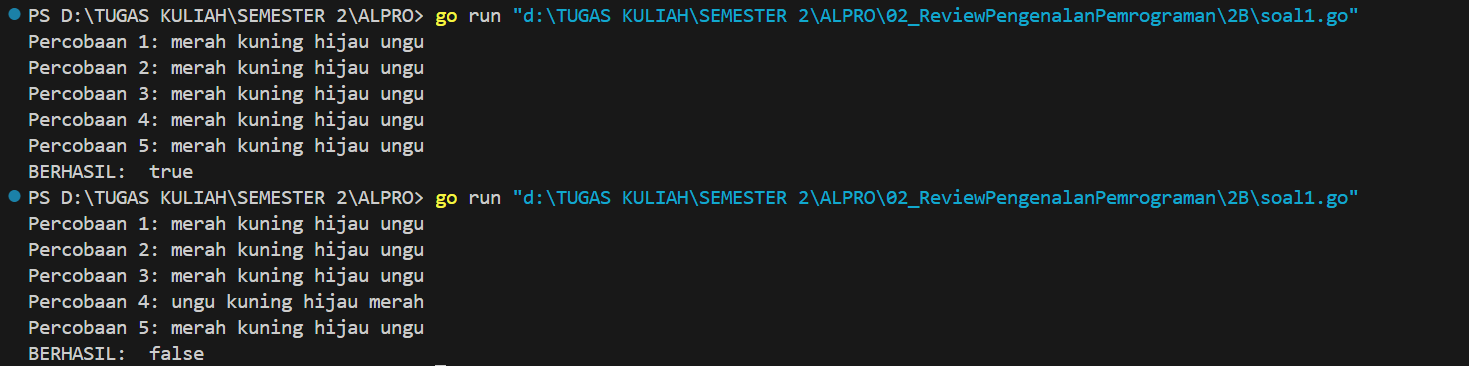 PS D:\TUGAS KULIAH\SEMESTER 2\ALPRO> go run "d:\TUGAS KULIAH\SEMESTER 2\ALPRO\02_ReviewPengenalanPemrograman\2B\soal1.go"
Percobaan 1: merah kuning hijau ungu
Percobaan 2: merah kuning hijau ungu
Percobaan 3: merah kuning hijau ungu
Percobaan 4: merah kuning hijau ungu
Percobaan 5: merah kuning hijau ungu
BERHASIL:  true
PS D:\TUGAS KULIAH\SEMESTER 2\ALPRO> go run "d:\TUGAS KULIAH\SEMESTER 2\ALPRO\02_ReviewPengenalanPemrograman\2B\soal1.go"
Percobaan 1: merah kuning hijau ungu
Percobaan 2: merah kuning hijau ungu
Percobaan 3: merah kuning hijau ungu
Percobaan 4: ungu kuning hijau merah
Percobaan 5: merah kuning hijau ungu
BERHASIL:  false